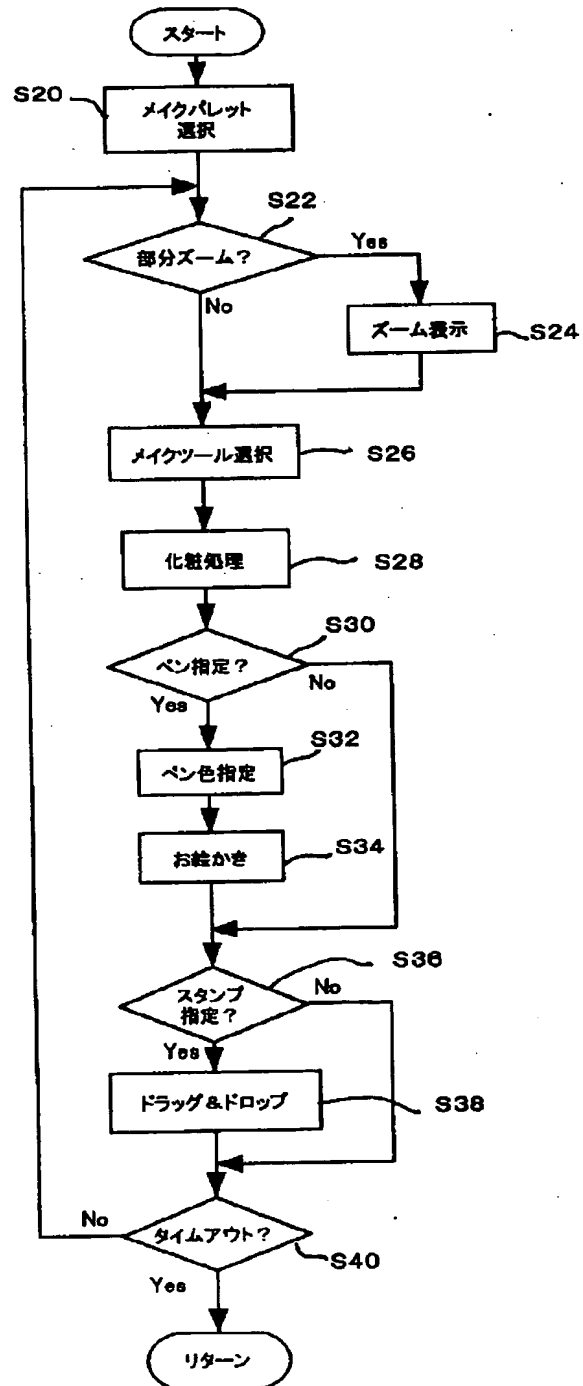 スタート
S20
メイクパレット
選択
S22
部分ズーム?
Yes
No
ズーム表示
S24
メイクツール選択
S26
化粧処理
S28
S30
ペン指定?
No
Yes
S32
ペン色指定
お絵かき
S34
S36
スタンプ
指定?
No
Yes
ドラッグ&ドロップ
S38
No
タイムアウト?
S40
Yes
リターン